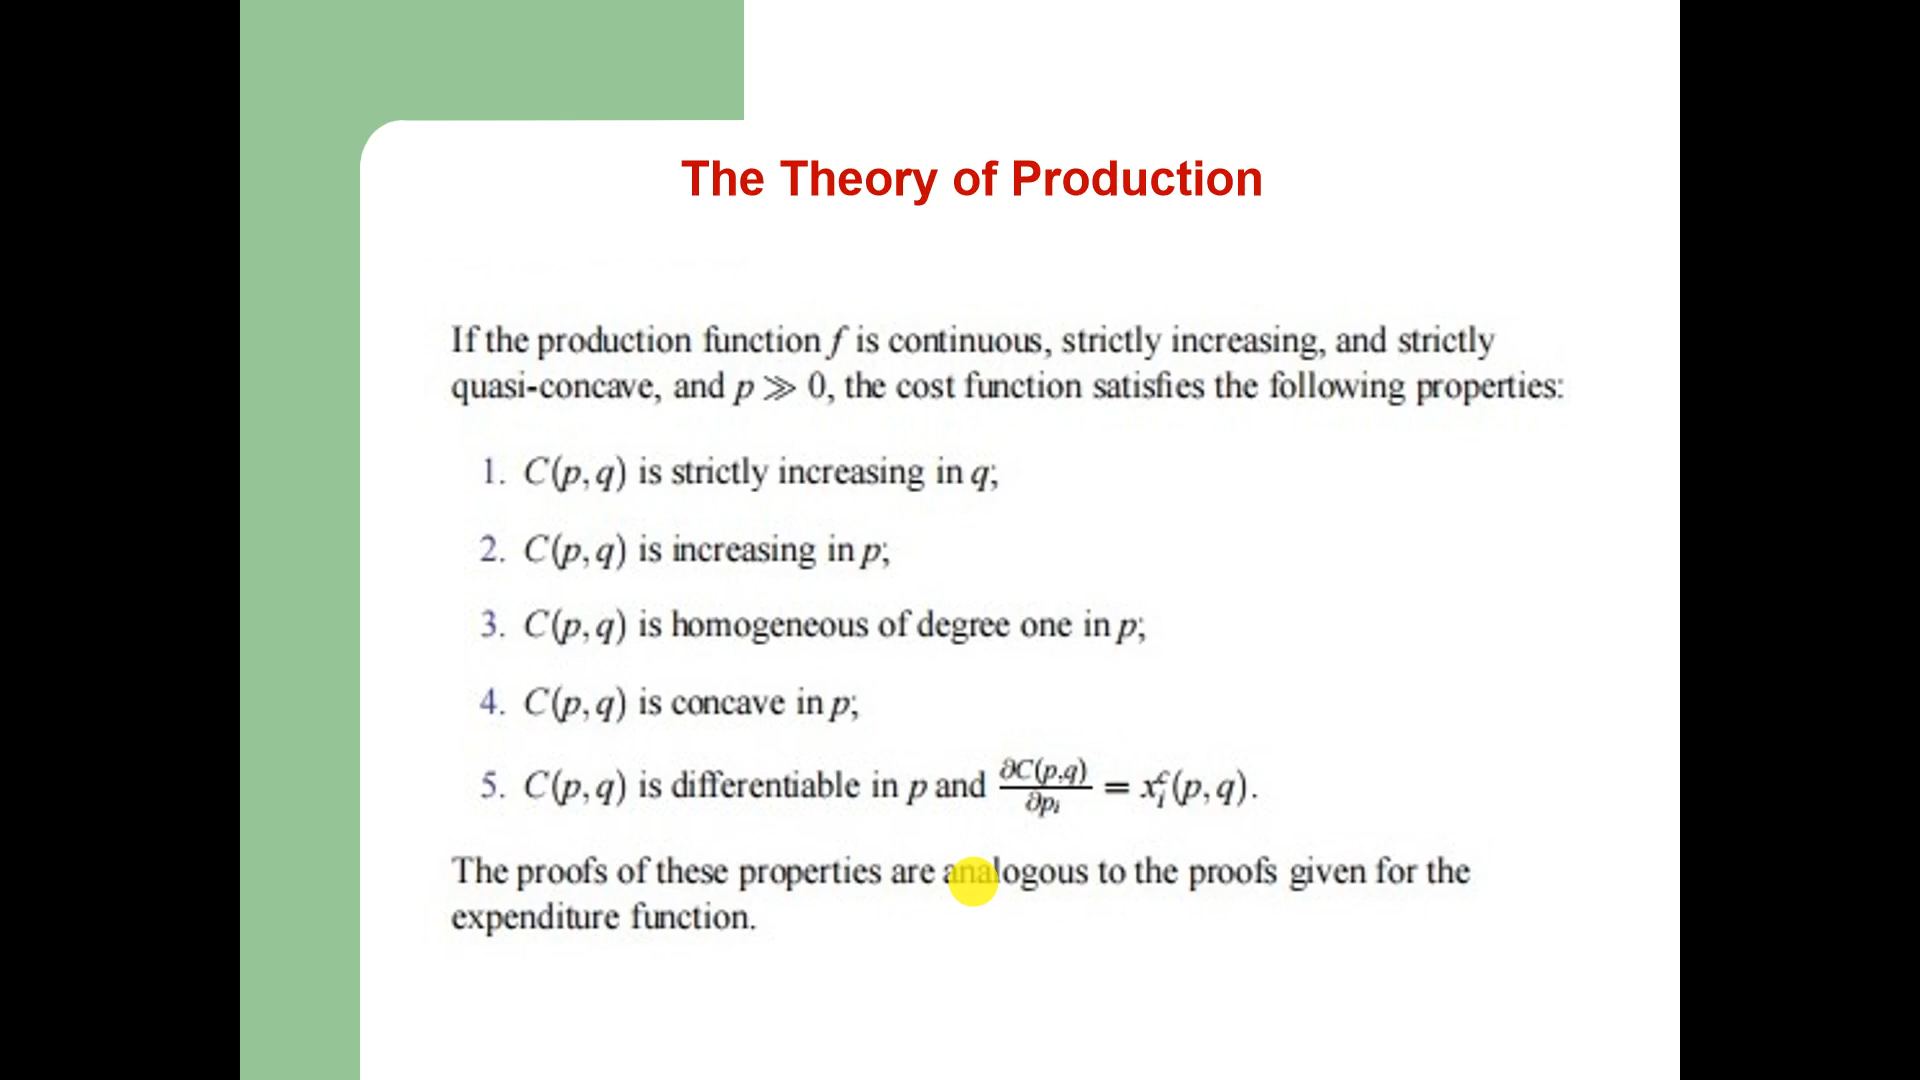 The Theory of Production
If the production function f is continuous, strictly increasing, and strictly
quasi-concave, and p ≫ 0, the cost function satisfies the following properties:
1. C(p,q) is strictly increasing in q;
2. C(p,q) is increasing in p;
3. C(p,q) is homogeneous of degree one in p;
4. C(p,q) is concave in p;
5. C(p,q) is differentiable in p and ∂C(p,q)/∂pᵢ = xᵢᶜ(p,q).
The proofs of these properties are analogous to the proofs given for the
expenditure function.